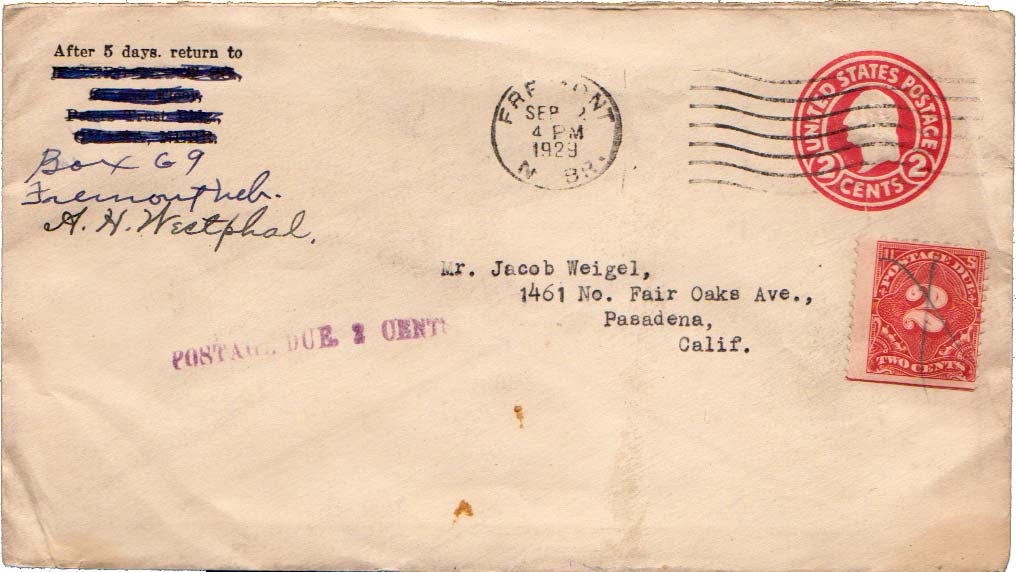 After 5 days. return to
Box 69
Fremont Neb.
A. H. Westphal.
FREMONT
SEP 2
4 PM
1929
N BR.
UNITED STATES POSTAGE
2 2
CENTS
U S
POSTAGE DUE
2
TWO CENTS
Mr. Jacob Weigel,
1461 No. Fair Oaks Ave.,
Pasadena,
Calif.
POSTAGE DUE 2 CENTS